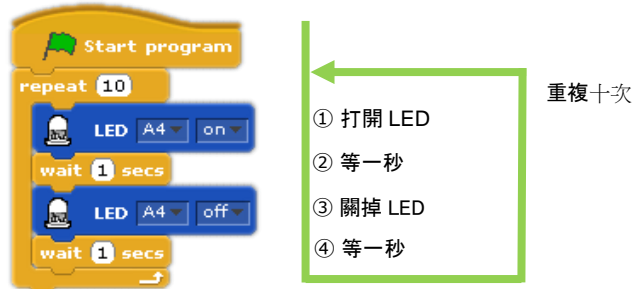 Start program
repeat 10
LED A4 on
wait 1 secs
LED A4 off
wait 1 secs
① 打開 LED
② 等一秒
③ 關掉 LED
④ 等一秒
重複十次